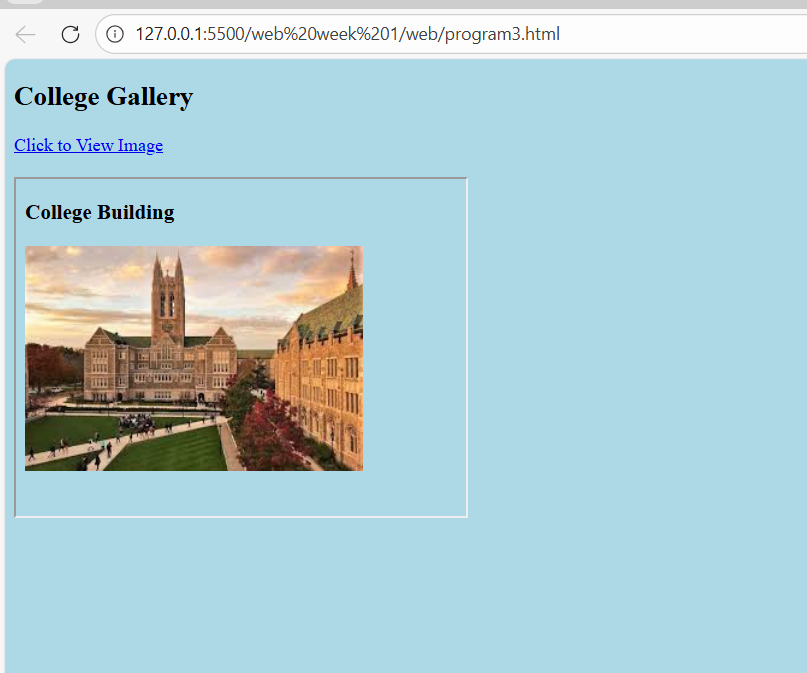 127.0.0.1:5500/web%20week%201/web/program3.html
College Gallery
Click to View Image
College Building